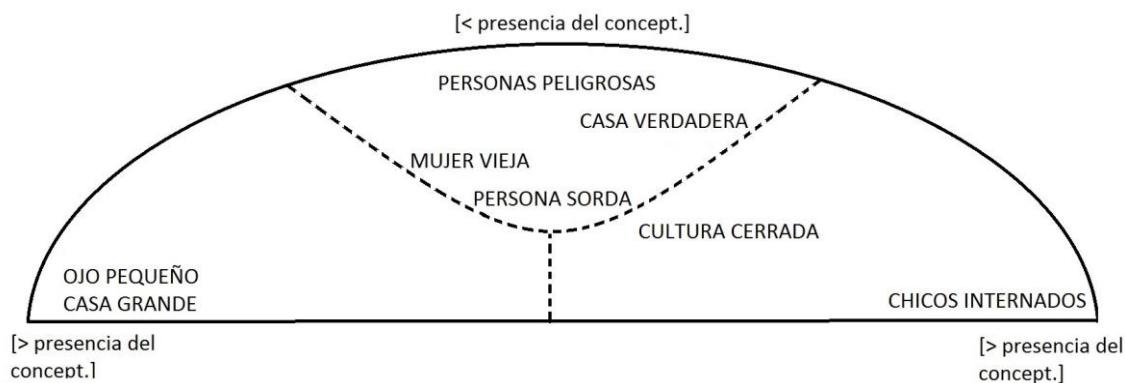 [< presencia del concept.]
PERSONAS PELIGROSAS
CASA VERDADERA
MUJER VIEJA
PERSONA SORDA
CULTURA CERRADA
OJO PEQUEÑO
CASA GRANDE
CHICOS INTERNADOS
[> presencia del
concept.]
[> presencia del
concept.]